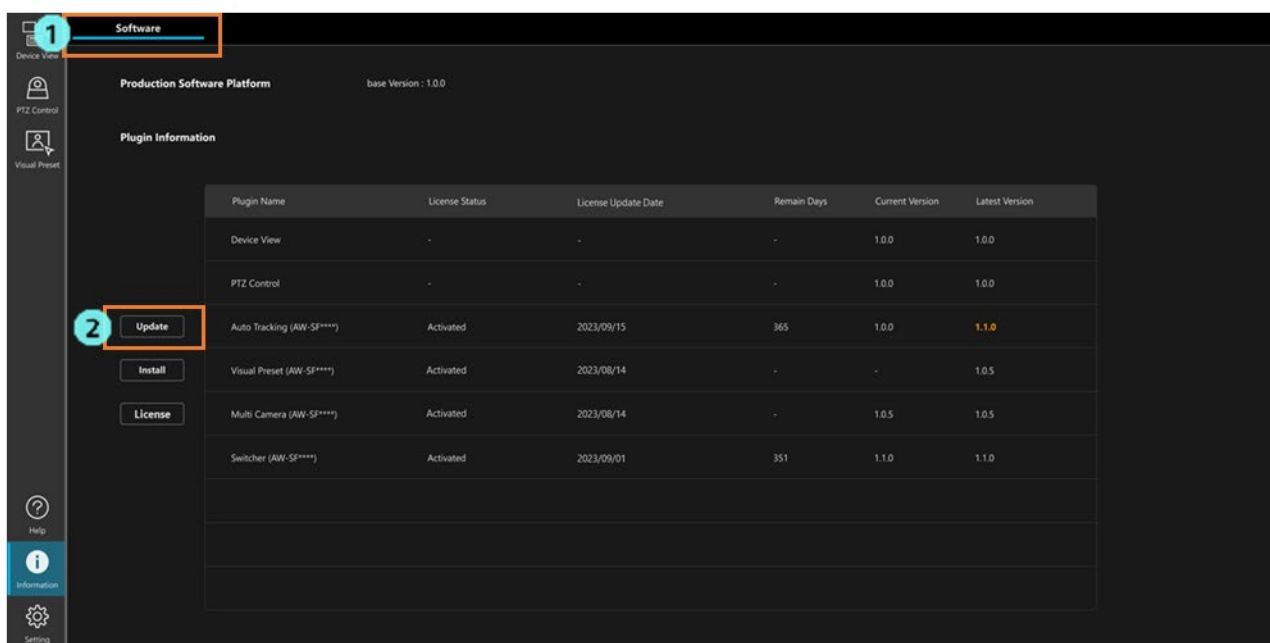 1
Software
Device View
Production Software Platform base Version : 1.0.0
PTZ Control
Plugin Information
Visual Preset
Plugin Name License Status License Update Date Remain Days Current Version Latest Version
Device View - - - 1.0.0 1.0.0
PTZ Control - - - 1.0.0 1.0.0
2 Update Auto Tracking (AW-SF****) Activated 2023/09/15 365 1.0.0 1.1.0
Install Visual Preset (AW-SF****) Activated 2023/08/14 - - 1.0.5
License Multi Camera (AW-SF****) Activated 2023/08/14 - 1.0.5 1.0.5
Switcher (AW-SF****) Activated 2023/09/01 351 1.1.0 1.1.0
Help
Information
Setting